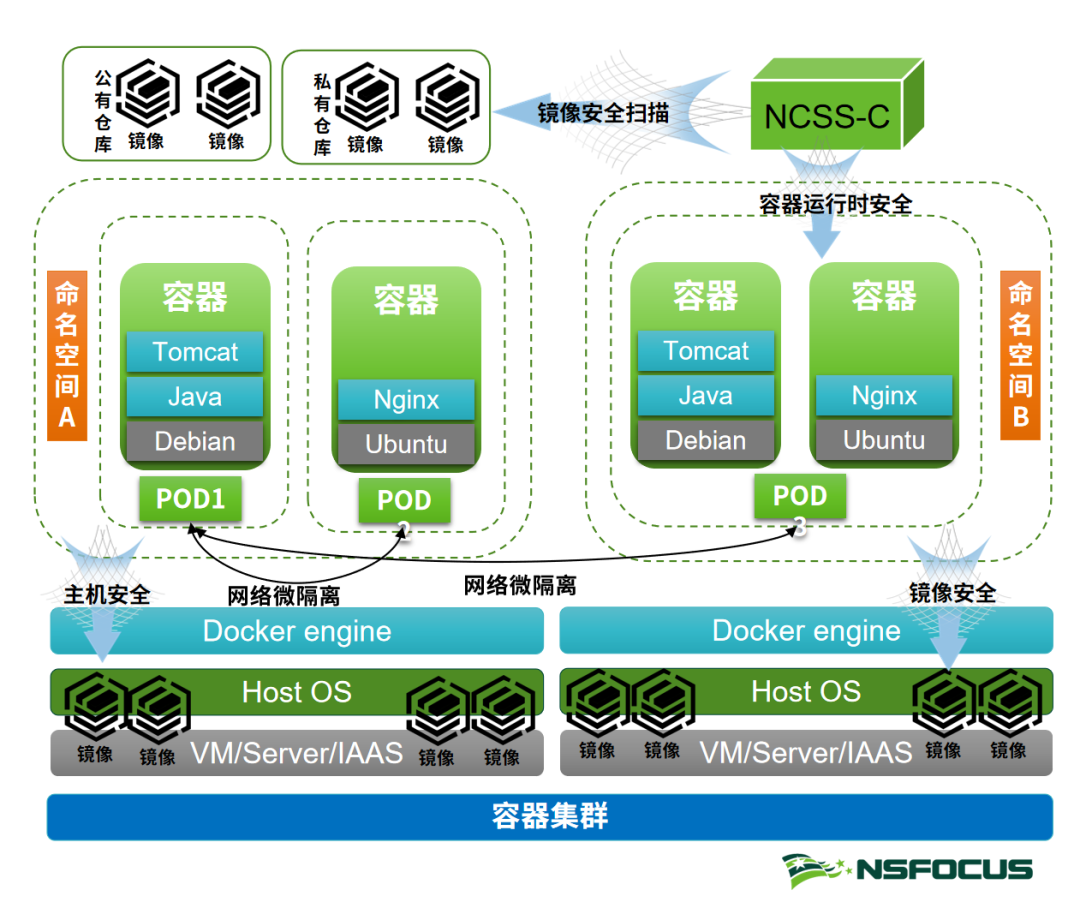 公有仓库
镜像
镜像
私有仓库
镜像
镜像
镜像安全扫描
NCSS-C
容器运行时安全
命名空间A
容器
Tomcat
Java
Debian
POD1
容器
Nginx
Ubuntu
POD
2
容器
Tomcat
Java
Debian
容器
Nginx
Ubuntu
POD
3
命名空间B
主机安全
网络微隔离
网络微隔离
镜像安全
Docker engine
Docker engine
Host OS
Host OS
镜像
镜像
VM/Server/IAAS
镜像
镜像
镜像
镜像
VM/Server/IAAS
镜像
镜像
容器集群
NSFOCUS